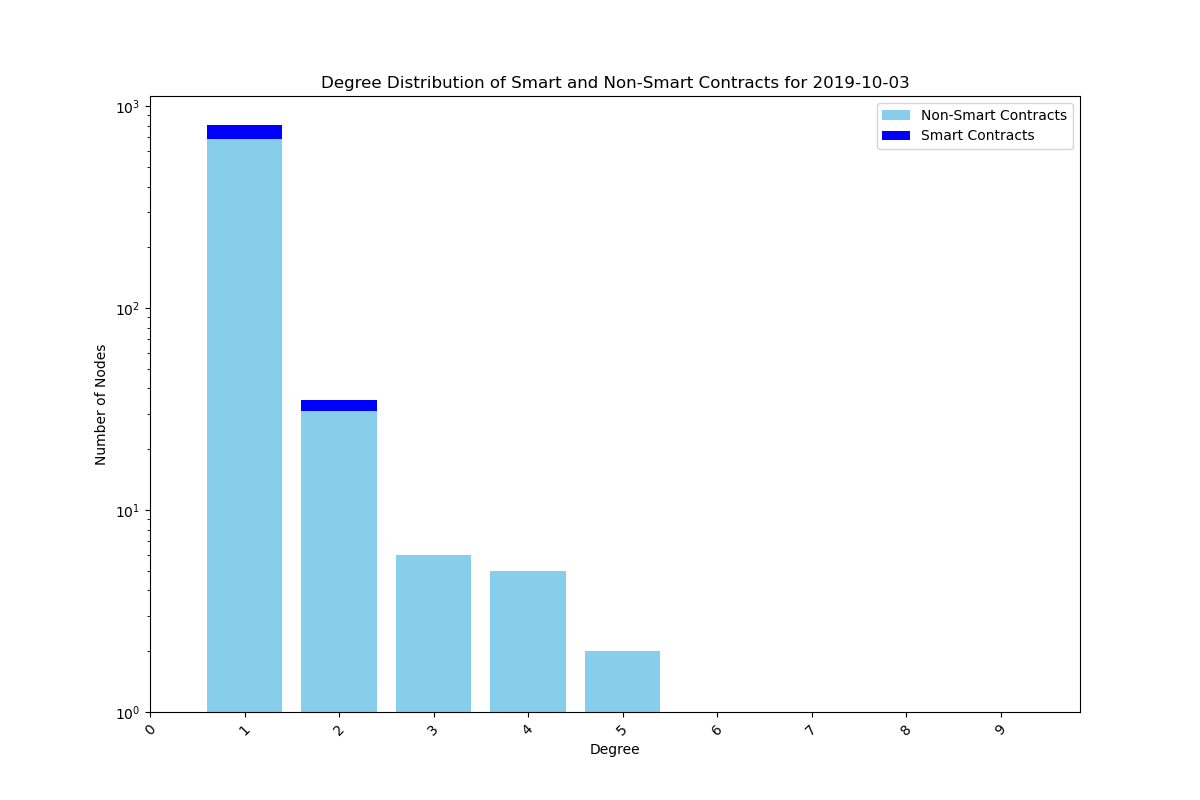 Degree Distribution of Smart and Non-Smart Contracts for 2019-10-03
Non-Smart Contracts
Smart Contracts
Number of Nodes
10³
10²
10¹
10⁰
0 1 2 3 4 5 6 7 8 9
Degree